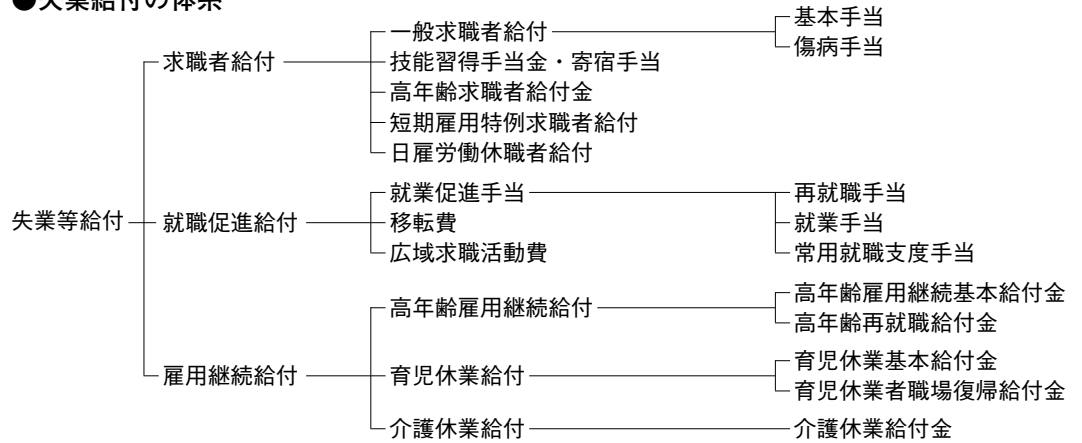 ●失業給付の体系
一般求職者給付
基本手当
傷病手当
求職者給付
技能習得手当金・寄宿手当
高年齢求職者給付金
短期雇用特例求職者給付
日雇労働休職者給付
失業等給付
就職促進給付
就業促進手当
移転費
広域求職活動費
再就職手当
就業手当
常用就職支度手当
雇用継続給付
高年齢雇用継続給付
高年齢雇用継続基本給付金
高年齢再就職給付金
育児休業給付
育児休業基本給付金
育児休業者職場復帰給付金
介護休業給付
介護休業給付金